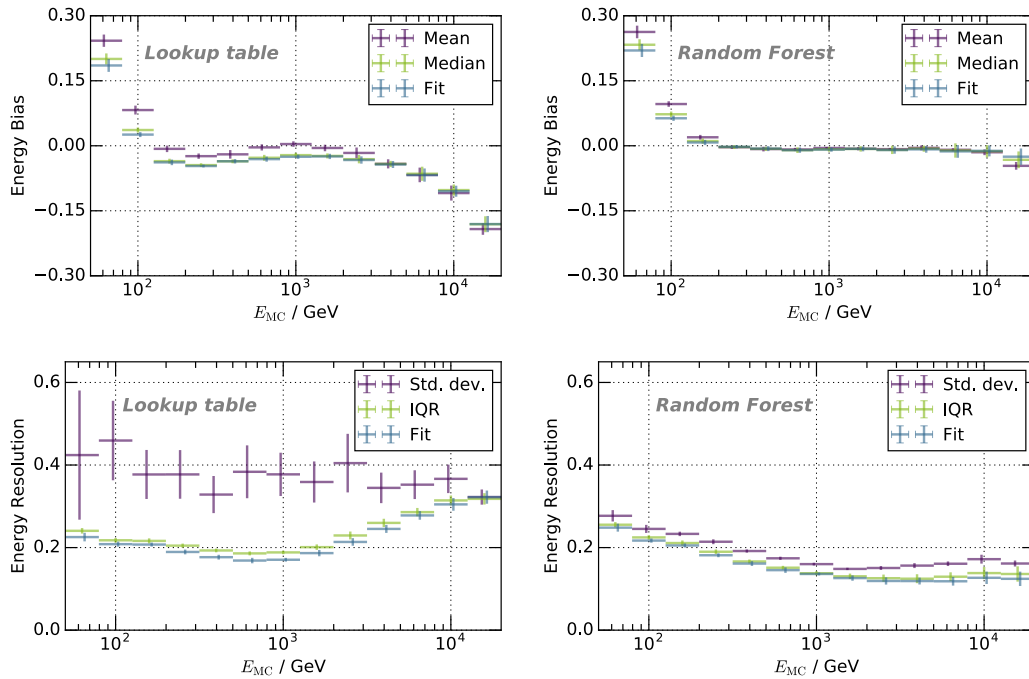 0.30
0.15
0.00
−0.15
−0.30
Energy Bias
Lookup table
Mean
Median
Fit
10²
10³
10⁴
E_MC / GeV
0.30
0.15
0.00
−0.15
−0.30
Energy Bias
Random Forest
Mean
Median
Fit
10²
10³
10⁴
E_MC / GeV
0.6
0.4
0.2
0.0
Energy Resolution
Lookup table
Std. dev.
IQR
Fit
10²
10³
10⁴
E_MC / GeV
0.6
0.4
0.2
0.0
Energy Resolution
Random Forest
Std. dev.
IQR
Fit
10²
10³
10⁴
E_MC / GeV